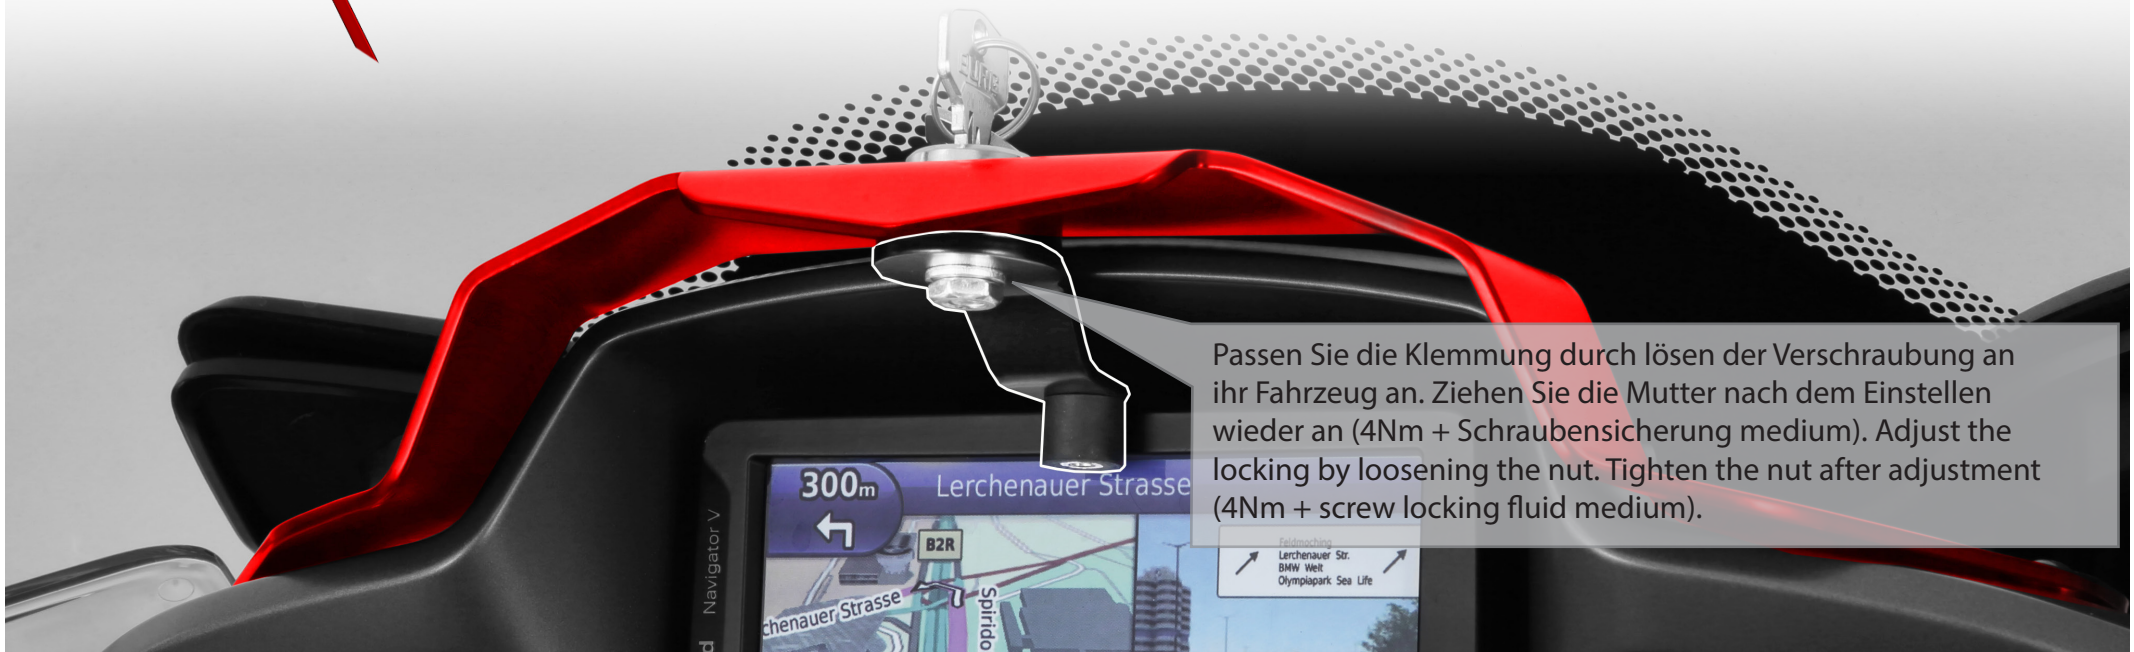 Passen Sie die Klemmung durch lösen der Verschraubung an
ihr Fahrzeug an. Ziehen Sie die Mutter nach dem Einstellen
wieder an (4Nm + Schraubensicherung medium). Adjust the
locking by loosening the nut. Tighten the nut after adjustment
(4Nm + screw locking fluid medium).
300m
Lerchenauer Strasse
B2R
Feldmoching
Lerchenauer Str.
BMW Welt
Olympiapark Sea Life
chenauer Strasse
Spirido
Navigator V